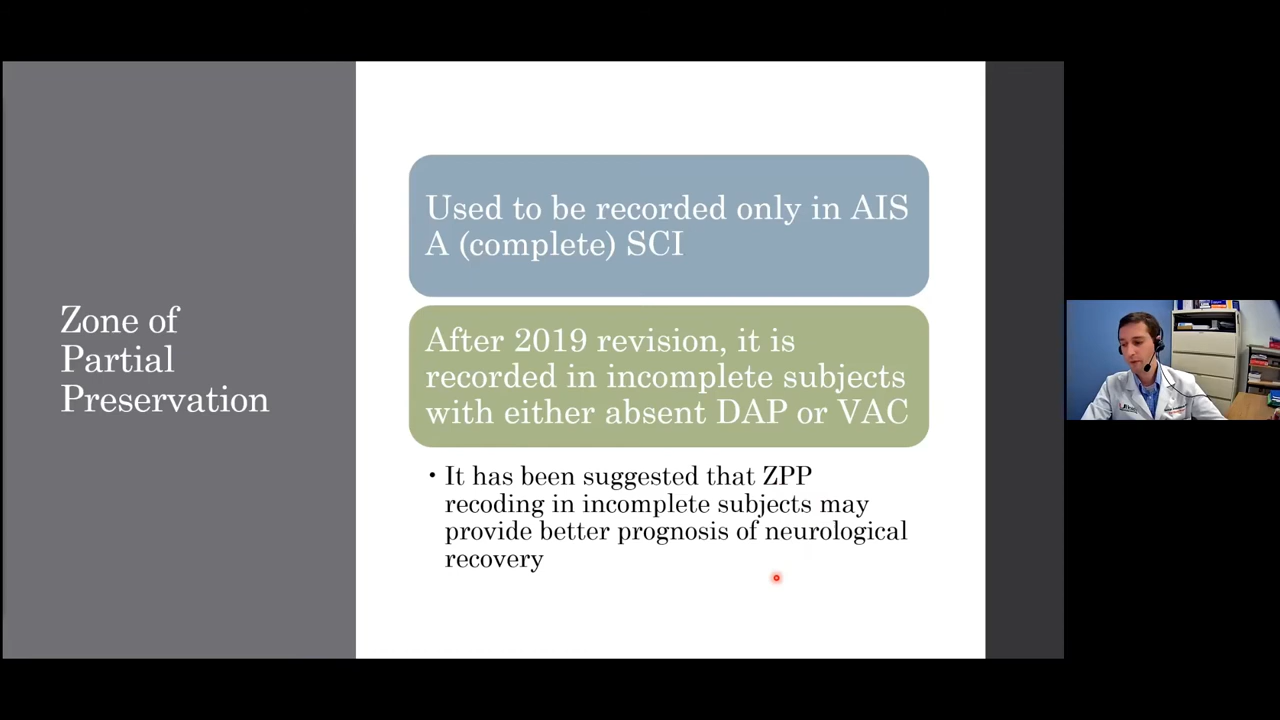 Zone of
Partial
Preservation
Used to be recorded only in AIS
A (complete) SCI
After 2019 revision, it is
recorded in incomplete subjects
with either absent DAP or VAC
• It has been suggested that ZPP
recoding in incomplete subjects may
provide better prognosis of neurological
recovery